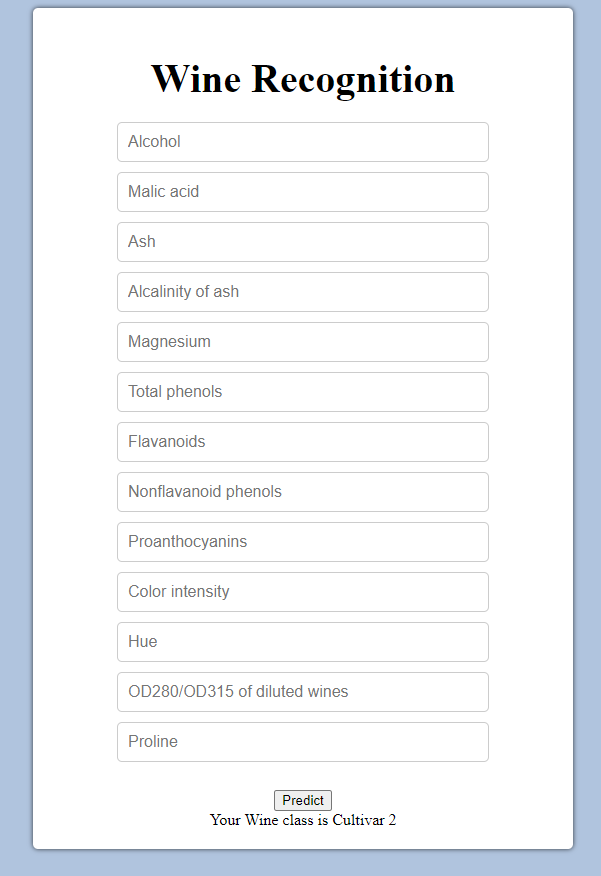 Wine Recognition
Alcohol
Malic acid
Ash
Alcalinity of ash
Magnesium
Total phenols
Flavanoids
Nonflavanoid phenols
Proanthocyanins
Color intensity
Hue
OD280/OD315 of diluted wines
Proline
Predict
Your Wine class is Cultivar 2